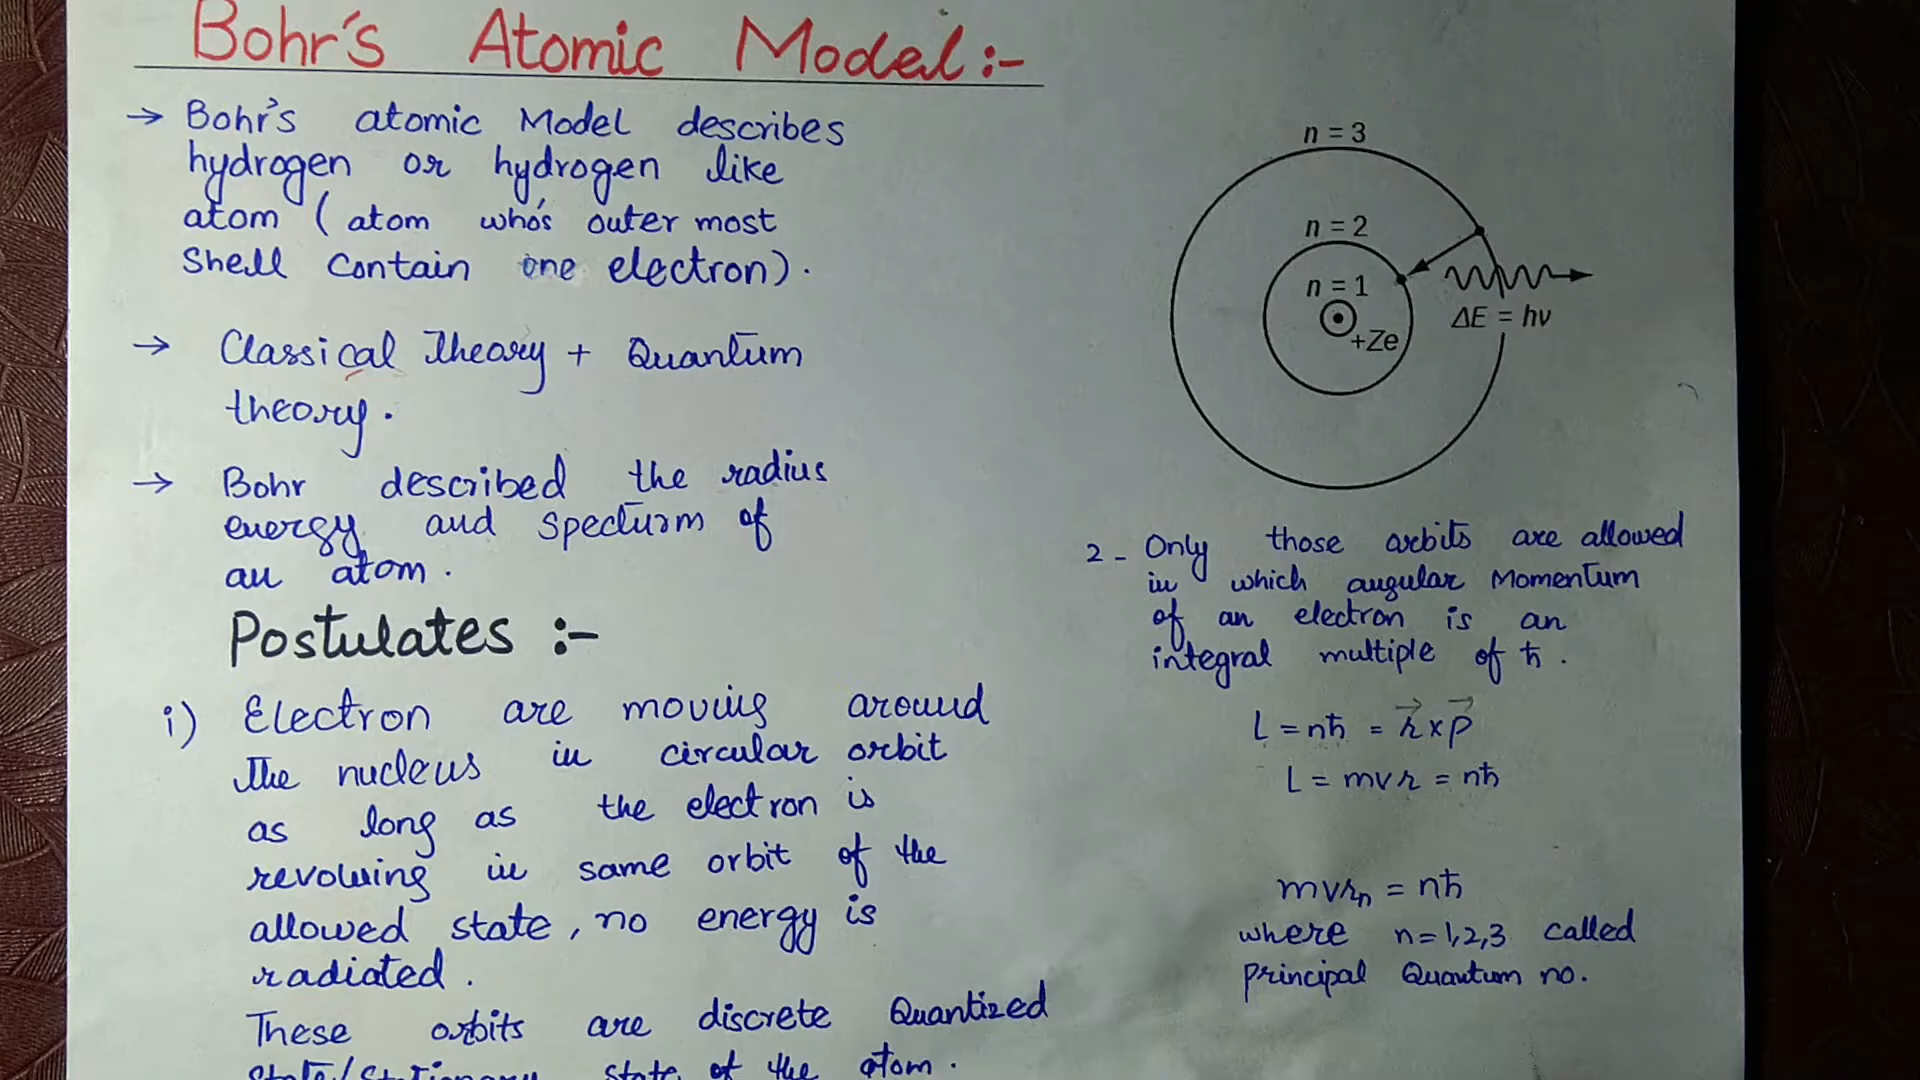 Bohr's Atomic Model:-
→ Bohr's atomic Model describes
hydrogen or hydrogen like
atom (atom who's outer most
Shell Contain one electron).
→ Classical Theory + Quantum
theory.
→ Bohr described the radius
energy and specturm of
an atom.
Postulates :-
i) Electron are moving around
The nucleus in circular orbit
as long as the electron is
revolving in same orbit of the
allowed state, no energy is
radiated.
These orbits are discrete Quantized
State/Stationary state of the atom.
n = 3
n = 2
n = 1
+Ze
ΔE = hν
2 - Only those orbits are allowed
in which angular Momentum
of an electron is an
integral multiple of ħ.
L = nħ = r⃗ × p⃗
L = mvr = nħ
mvrₙ = nħ
where n=1,2,3 called
principal Quantum no.